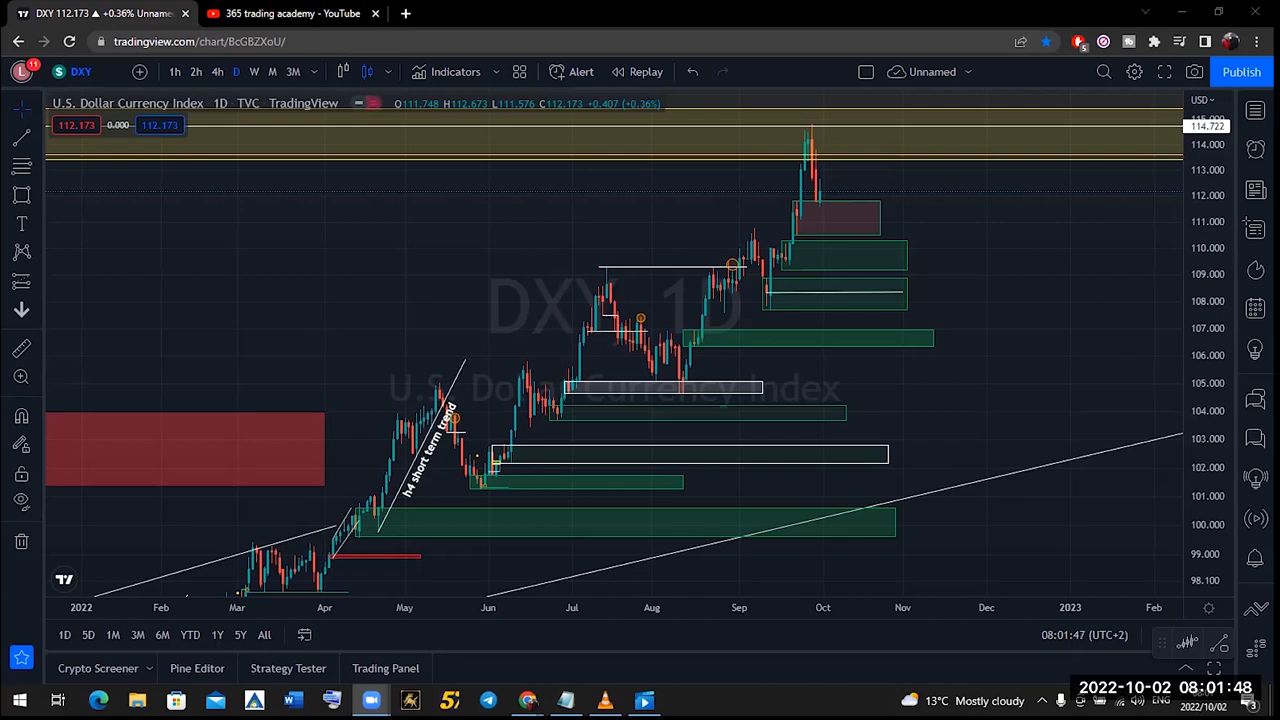 DXY 112.173 ▲ +0.36% Unname
365 trading academy - YouTube
tradingview.com/chart/BcGBZXoU/
5
L 11 DXY 1h 2h 4h D W M 3M Indicators Alert Replay Unnamed Publish
U.S. Dollar Currency Index · 1D · TVC · TradingView O111.748 H112.673 L111.576 C112.173 +0.407 (+0.36%) USD
112.173 0.000 112.173
114.722
114.000
113.000
112.000
111.000
110.000
109.000
108.000
107.000
106.000
105.000
104.000
103.000
102.000
101.000
100.000
99.000
98.100
DXY, 1D
U.S. Dollar Currency Index
h4 short term trend
2022 Feb Mar Apr May Jun Jul Aug Sep Oct Nov Dec 2023 Feb
1D 5D 1M 3M 6M YTD 1Y 5Y All 08:01:47 (UTC+2)
Crypto Screener Pine Editor Strategy Tester Trading Panel
13°C Mostly cloudy ENG
2022-10-02 08:01:48
2022/10/02 3